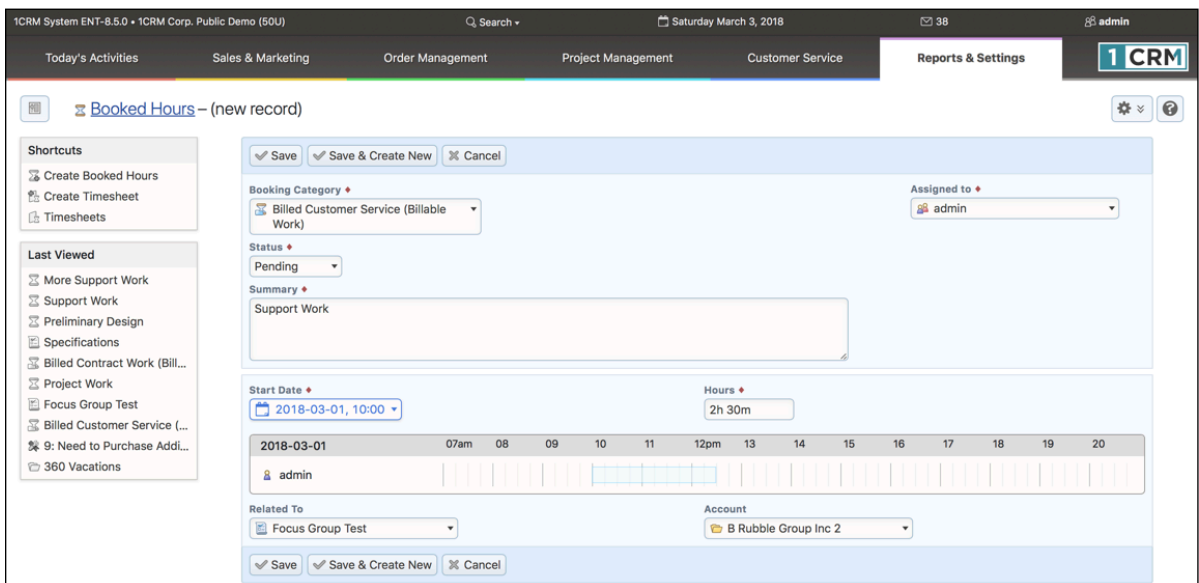 1CRM System ENT-8.5.0 • 1CRM Corp. Public Demo (50U) Search Saturday March 3, 2018 38 admin
Today's Activities Sales & Marketing Order Management Project Management Customer Service Reports & Settings 1 CRM
Booked Hours – (new record)
Shortcuts
Create Booked Hours
Create Timesheet
Timesheets
Last Viewed
More Support Work
Support Work
Preliminary Design
Specifications
Billed Contract Work (Bill...
Project Work
Focus Group Test
Billed Customer Service (...
9: Need to Purchase Addi...
360 Vacations
Save Save & Create New Cancel
Booking Category Assigned to
Billed Customer Service (Billable admin
Work)
Status
Pending
Summary
Support Work
Start Date Hours
2018-03-01, 10:00 2h 30m
2018-03-01 07am 08 09 10 11 12pm 13 14 15 16 17 18 19 20
admin
Related To Account
Focus Group Test B Rubble Group Inc 2
Save Save & Create New Cancel